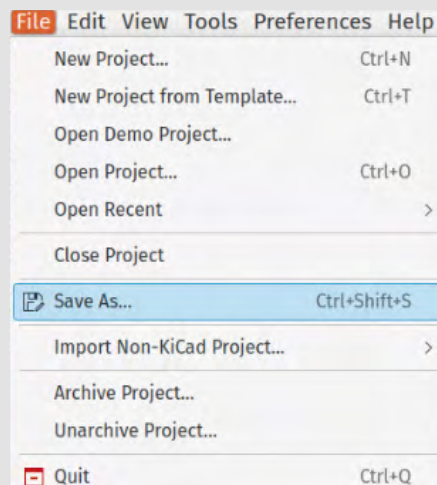 File Edit View Tools Preferences Help
New Project... Ctrl+N
New Project from Template... Ctrl+T
Open Demo Project...
Open Project... Ctrl+O
Open Recent
Close Project
Save As... Ctrl+Shift+S
Import Non-KiCad Project...
Archive Project...
Unarchive Project...
Quit Ctrl+Q